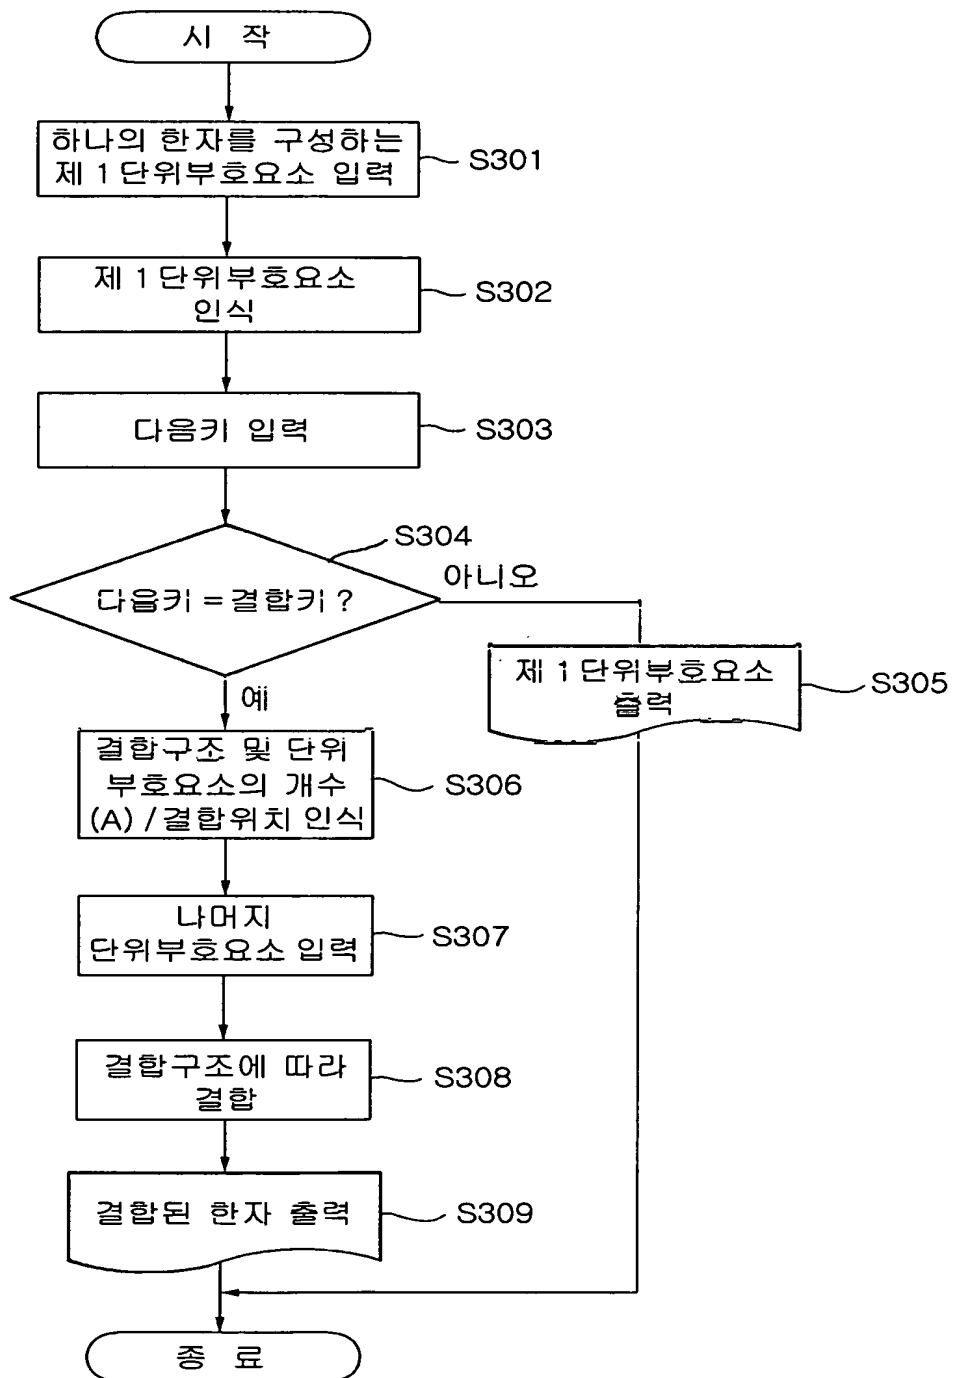 시 작
하나의 한자를 구성하는
제 1 단위부호요소 입력
S301
제 1 단위부호요소
인식
S302
다음키 입력
S303
S304
다음키 = 결합키 ?
아니오
예
제 1 단위부호요소
출력
S305
결합구조 및 단위
부호요소의 개수
(A) / 결합위치 인식
S306
나머지
단위부호요소 입력
S307
결합구조에 따라
결합
S308
결합된 한자 출력
S309
종 료